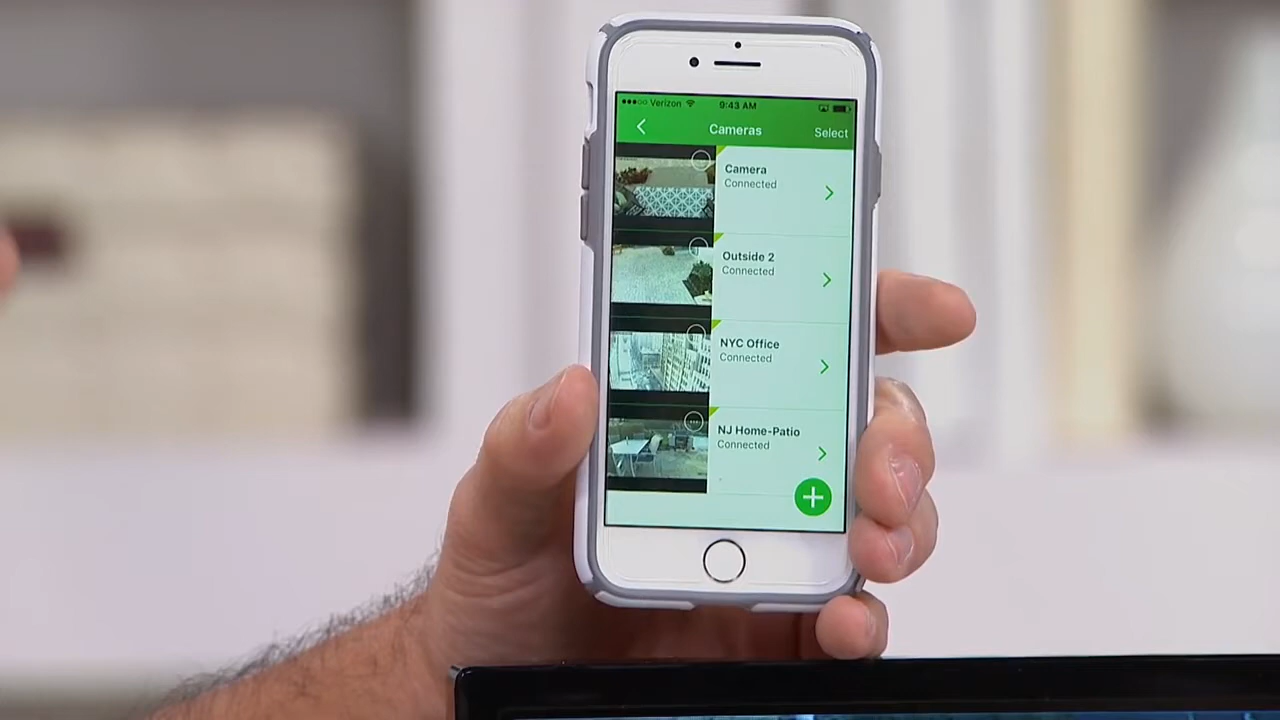 Verizon 9:43 AM
Cameras Select
Camera
Connected
Outside 2
Connected
NYC Office
Connected
NJ Home-Patio
Connected